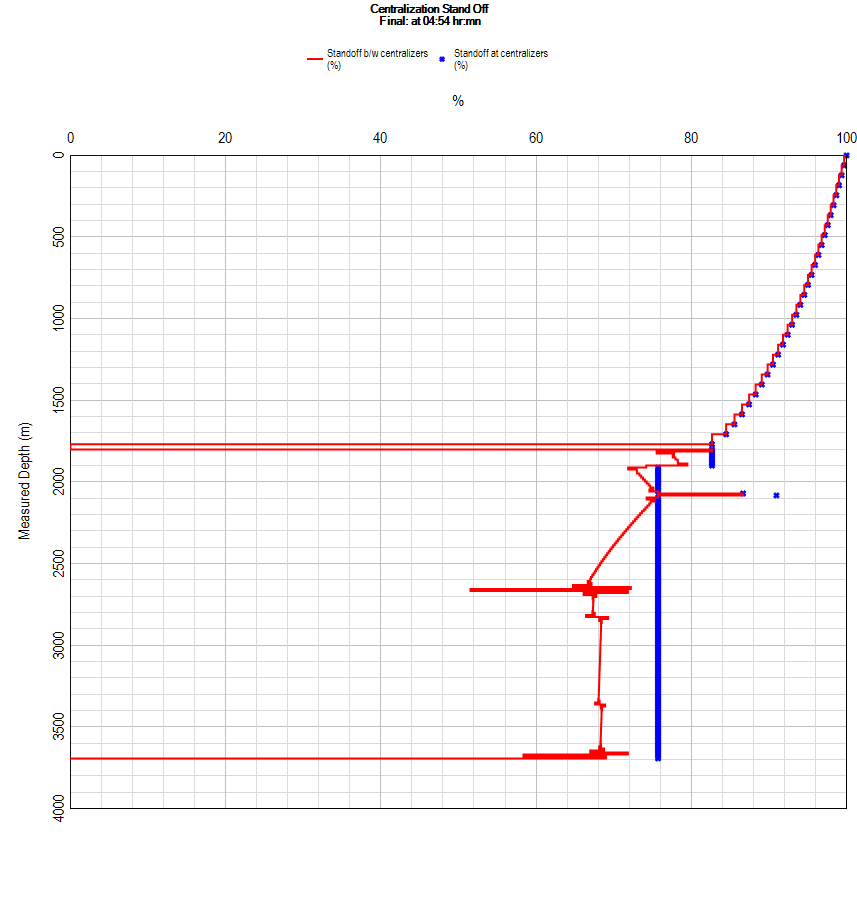 Centralization Stand Off
Final: at 04:54 hr:mn
Standoff b/w centralizers
(%)
Standoff at centralizers
(%)
%
0 20 40 60 80 100
0
500
1000
1500
2000
2500
3000
3500
4000
Measured Depth (m)